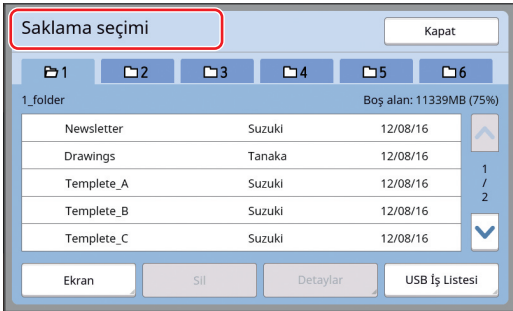 Saklama seçimi
Kapat
1 2 3 4 5 6
1_folder Boş alan: 11339MB (75%)
Newsletter Suzuki 12/08/16
Drawings Tanaka 12/08/16
Templete_A Suzuki 12/08/16
Templete_B Suzuki 12/08/16
Templete_C Suzuki 12/08/16
1
/
2
Ekran Sil Detaylar USB İş Listesi